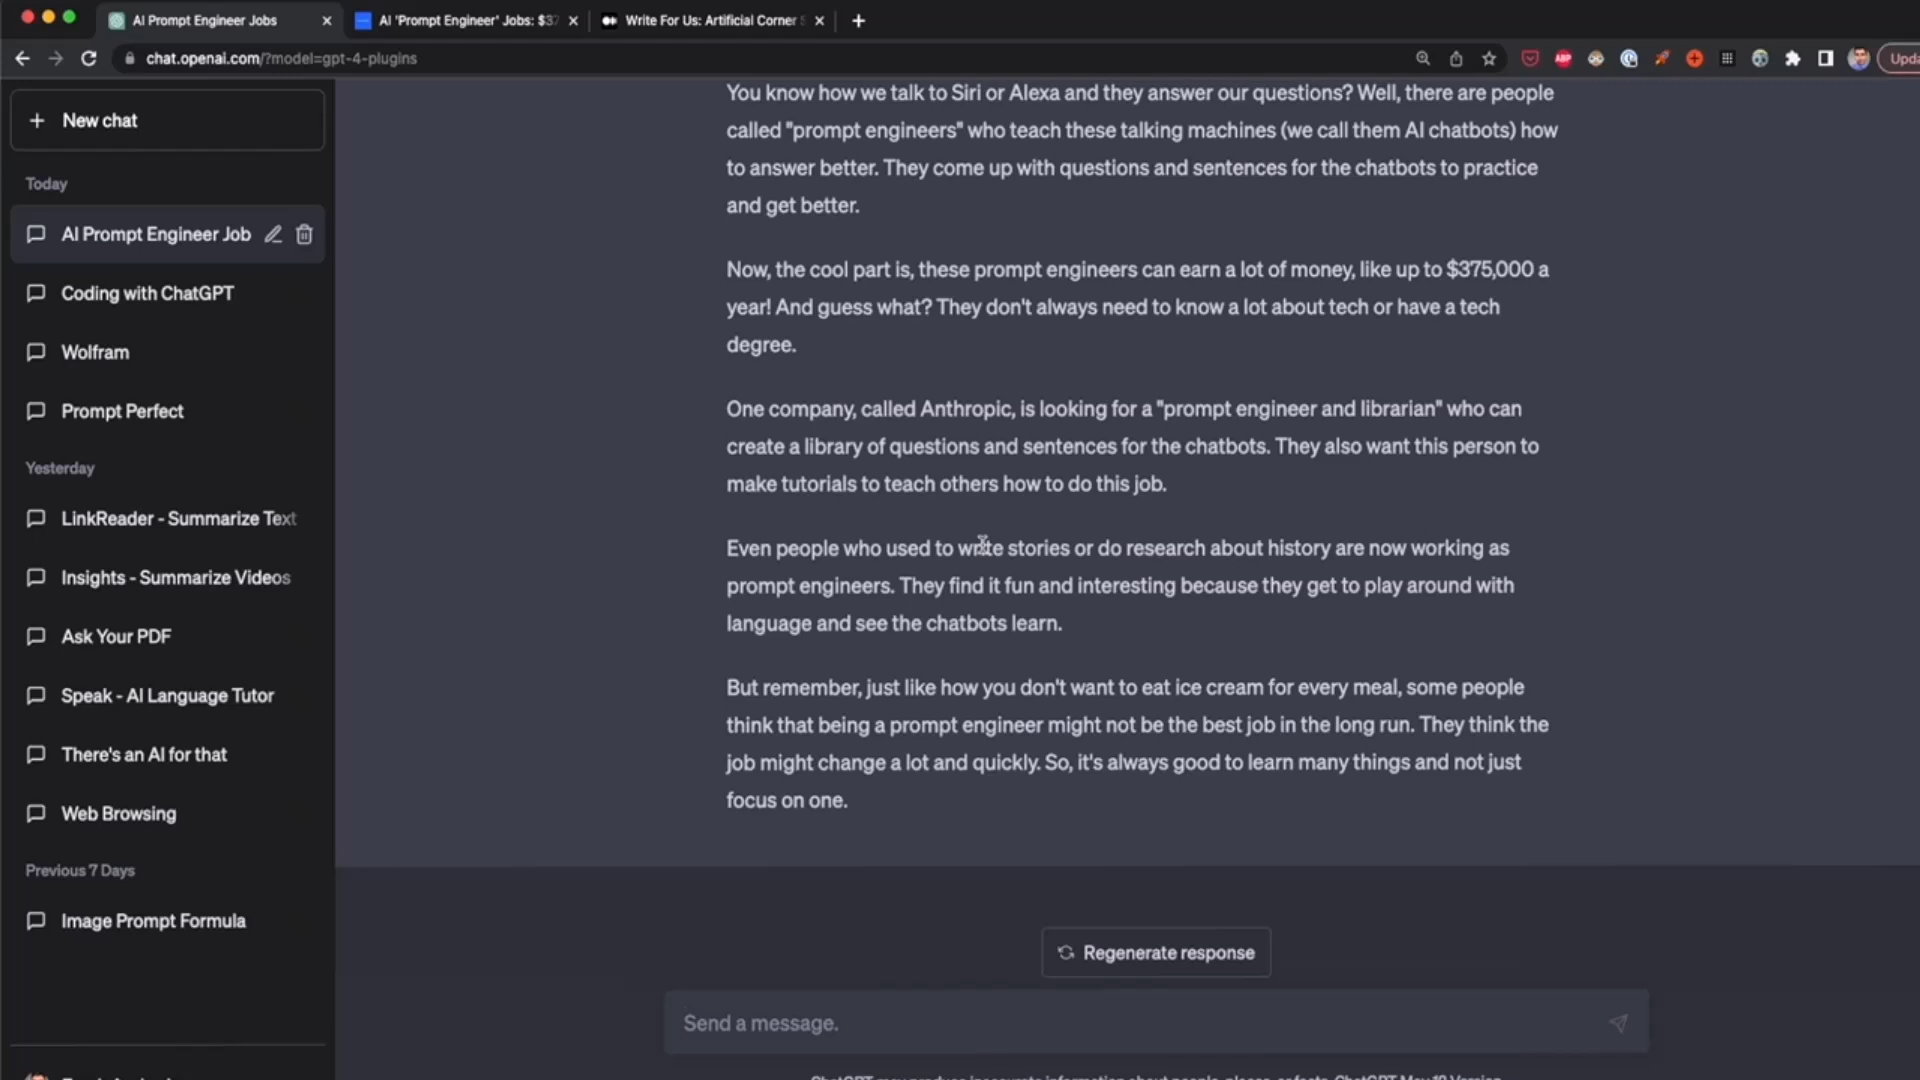 AI Prompt Engineer Jobs
AI 'Prompt Engineer' Jobs: $37
Write For Us: Artificial Corner
chat.openai.com/?model=gpt-4-plugins
ABP
Upda
New chat
Today
AI Prompt Engineer Job
Coding with ChatGPT
Wolfram
Prompt Perfect
Yesterday
LinkReader - Summarize Text
Insights - Summarize Videos
Ask Your PDF
Speak - AI Language Tutor
There's an AI for that
Web Browsing
Previous 7 Days
Image Prompt Formula
You know how we talk to Siri or Alexa and they answer our questions? Well, there are people
called "prompt engineers" who teach these talking machines (we call them AI chatbots) how
to answer better. They come up with questions and sentences for the chatbots to practice
and get better.
Now, the cool part is, these prompt engineers can earn a lot of money, like up to $375,000 a
year! And guess what? They don't always need to know a lot about tech or have a tech
degree.
One company, called Anthropic, is looking for a "prompt engineer and librarian" who can
create a library of questions and sentences for the chatbots. They also want this person to
make tutorials to teach others how to do this job.
Even people who used to write stories or do research about history are now working as
prompt engineers. They find it fun and interesting because they get to play around with
language and see the chatbots learn.
But remember, just like how you don't want to eat ice cream for every meal, some people
think that being a prompt engineer might not be the best job in the long run. They think the
job might change a lot and quickly. So, it's always good to learn many things and not just
focus on one.
Regenerate response
Send a message.